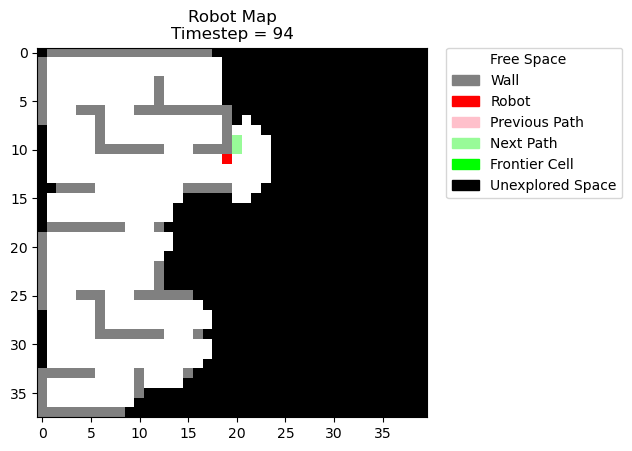 Robot Map
Timestep = 94
0
5
10
15
20
25
30
35
0
5
10
15
20
25
30
35
Free Space
Wall
Robot
Previous Path
Next Path
Frontier Cell
Unexplored Space